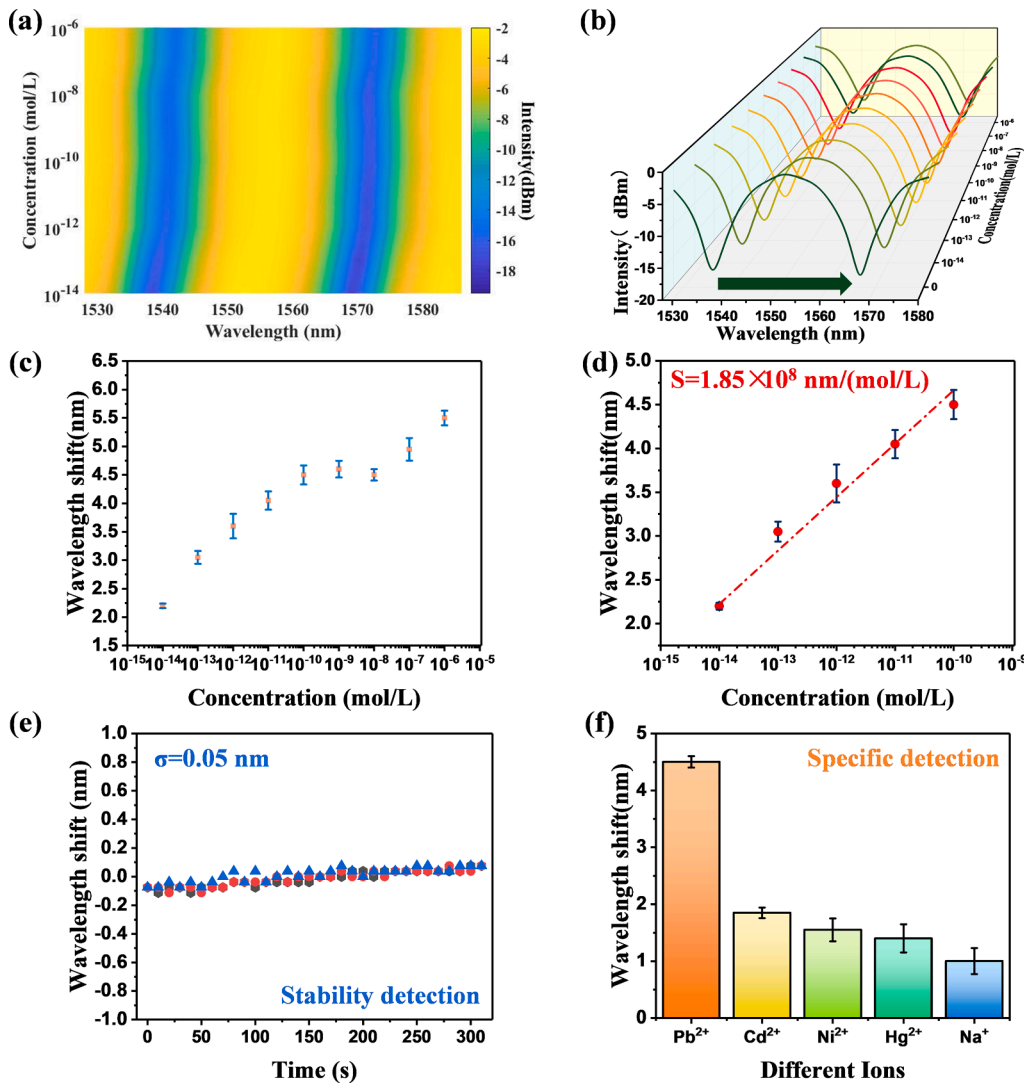 (a)
10⁻⁶
10⁻⁸
10⁻¹⁰
10⁻¹²
10⁻¹⁴
Concentration (mol/L)
1530 1540 1550 1560 1570 1580
Wavelength (nm)
-2
-4
-6
-8
-10
-12
-14
-16
-18
Intensity(dBm)
(b)
0
-5
-10
-15
-20
Intensity( dBm)
1530 1540 1550 1560 1570 1580
Wavelength (nm)
10⁻⁶
10⁻⁷
10⁻⁸
10⁻⁹
10⁻¹⁰
10⁻¹¹
10⁻¹²
10⁻¹³
10⁻¹⁴
0
Concentration(mol/L)
(c)
6.5
6.0
5.5
5.0
4.5
4.0
3.5
3.0
2.5
2.0
1.5
Wavelength shift(nm)
10⁻¹⁵ 10⁻¹⁴ 10⁻¹³ 10⁻¹² 10⁻¹¹ 10⁻¹⁰ 10⁻⁹ 10⁻⁸ 10⁻⁷ 10⁻⁶ 10⁻⁵
Concentration (mol/L)
(d)
S=1.85×10⁸ nm/(mol/L)
5.0
4.5
4.0
3.5
3.0
2.5
2.0
Wavelength shift(nm)
10⁻¹⁵ 10⁻¹⁴ 10⁻¹³ 10⁻¹² 10⁻¹¹ 10⁻¹⁰ 10⁻⁹
Concentration (mol/L)
(e)
σ=0.05 nm
1.0
0.8
0.6
0.4
0.2
0.0
-0.2
-0.4
-0.6
-0.8
-1.0
Wavelength shift (nm)
Stability detection
0 50 100 150 200 250 300
Time (s)
(f)
Specific detection
5
4
3
2
1
0
Wavelength shift(nm)
Pb²⁺ Cd²⁺ Ni²⁺ Hg²⁺ Na⁺
Different Ions